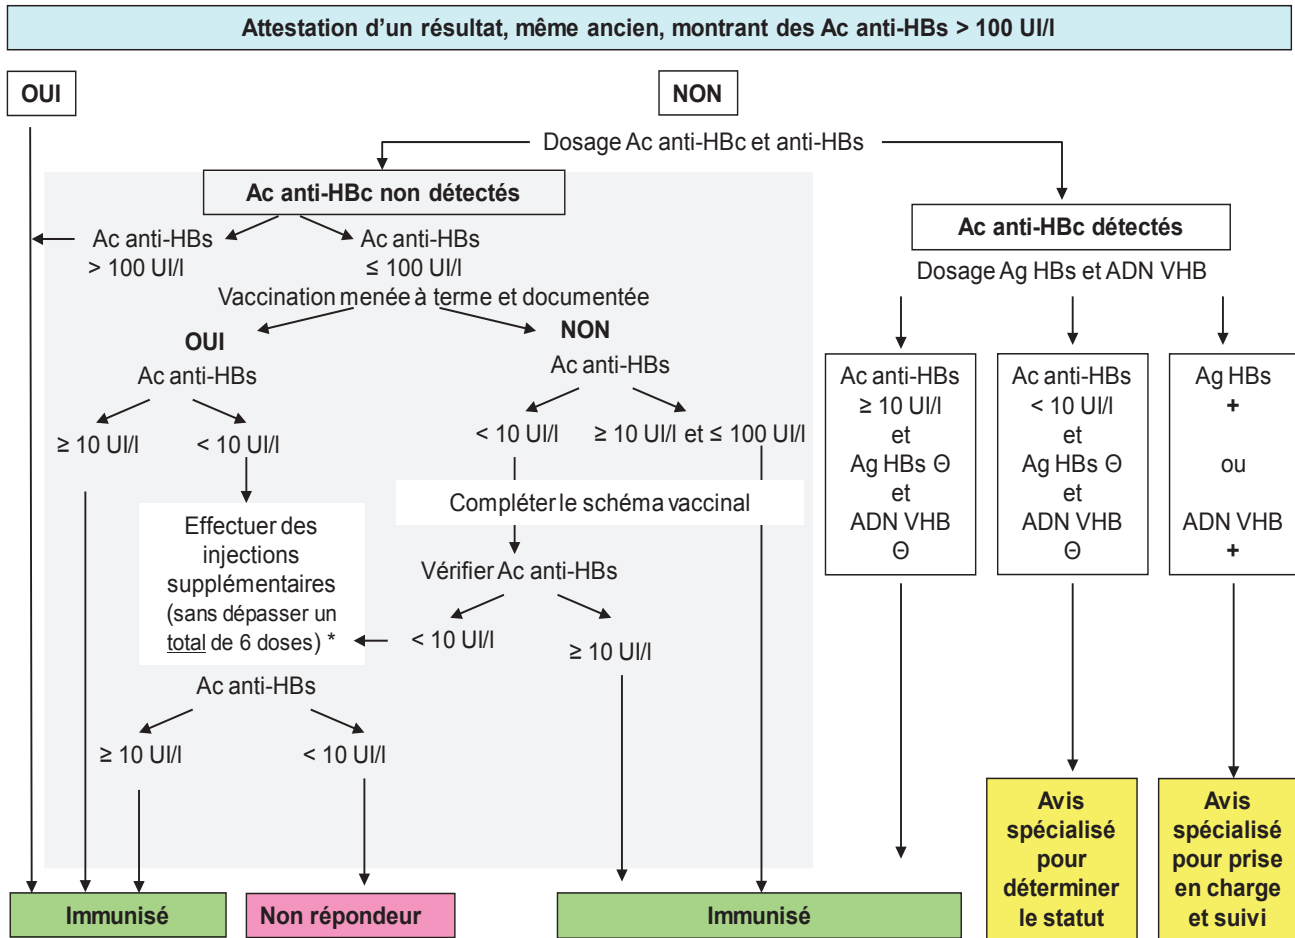 Attestation d’un résultat, même ancien, montrant des Ac anti-HBs > 100 UI/l
OUI
NON
Dosage Ac anti-HBc et anti-HBs
Ac anti-HBc non détectés
Ac anti-HBs
> 100 UI/l
Ac anti-HBs
≤ 100 UI/l
Vaccination menée à terme et documentée
OUI
Ac anti-HBs
≥ 10 UI/l
< 10 UI/l
Effectuer des
injections
supplémentaires
(sans dépasser un
total de 6 doses) *
NON
Ac anti-HBs
< 10 UI/l
≥ 10 UI/l et ≤ 100 UI/l
Compléter le schéma vaccinal
Vérifier Ac anti-HBs
< 10 UI/l
≥ 10 UI/l
Ac anti-HBs
≥ 10 UI/l
< 10 UI/l
Ac anti-HBc détectés
Dosage Ag HBs et ADN VHB
Ac anti-HBs
≥ 10 UI/l
et
Ag HBs Θ
et
ADN VHB
Θ
Ac anti-HBs
< 10 UI/l
et
Ag HBs Θ
et
ADN VHB
Θ
Ag HBs
+
ou
ADN VHB
+
Immunisé
Non répondeur
Immunisé
Avis
spécialisé
pour
déterminer
le statut
Avis
spécialisé
pour prise
en charge
et suivi